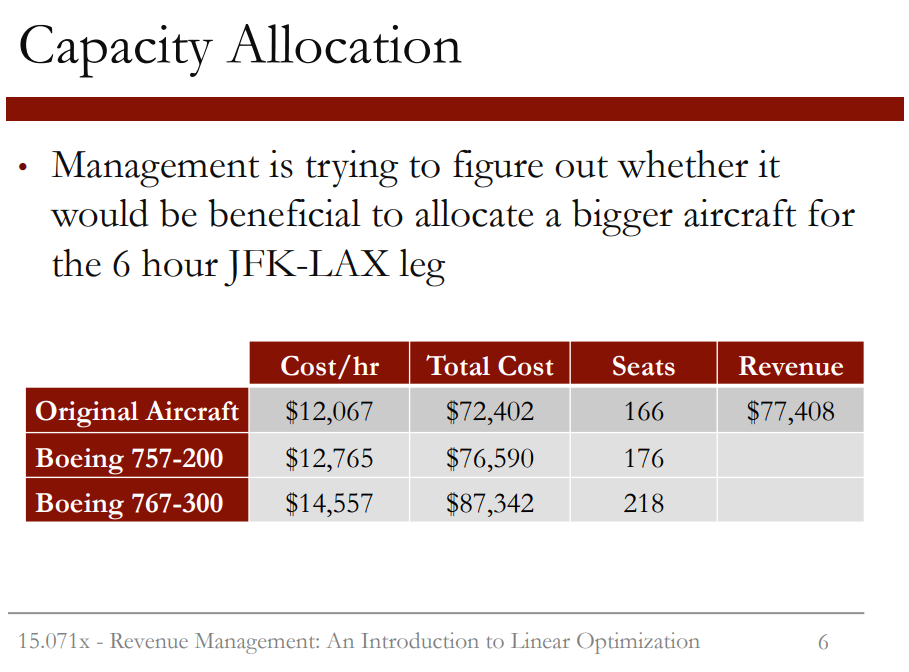 Capacity Allocation
• Management is trying to figure out whether it
would be beneficial to allocate a bigger aircraft for
the 6 hour JFK-LAX leg
Cost/hr Total Cost Seats Revenue
Original Aircraft $12,067 $72,402 166 $77,408
Boeing 757-200 $12,765 $76,590 176
Boeing 767-300 $14,557 $87,342 218
15.071x - Revenue Management: An Introduction to Linear Optimization 6